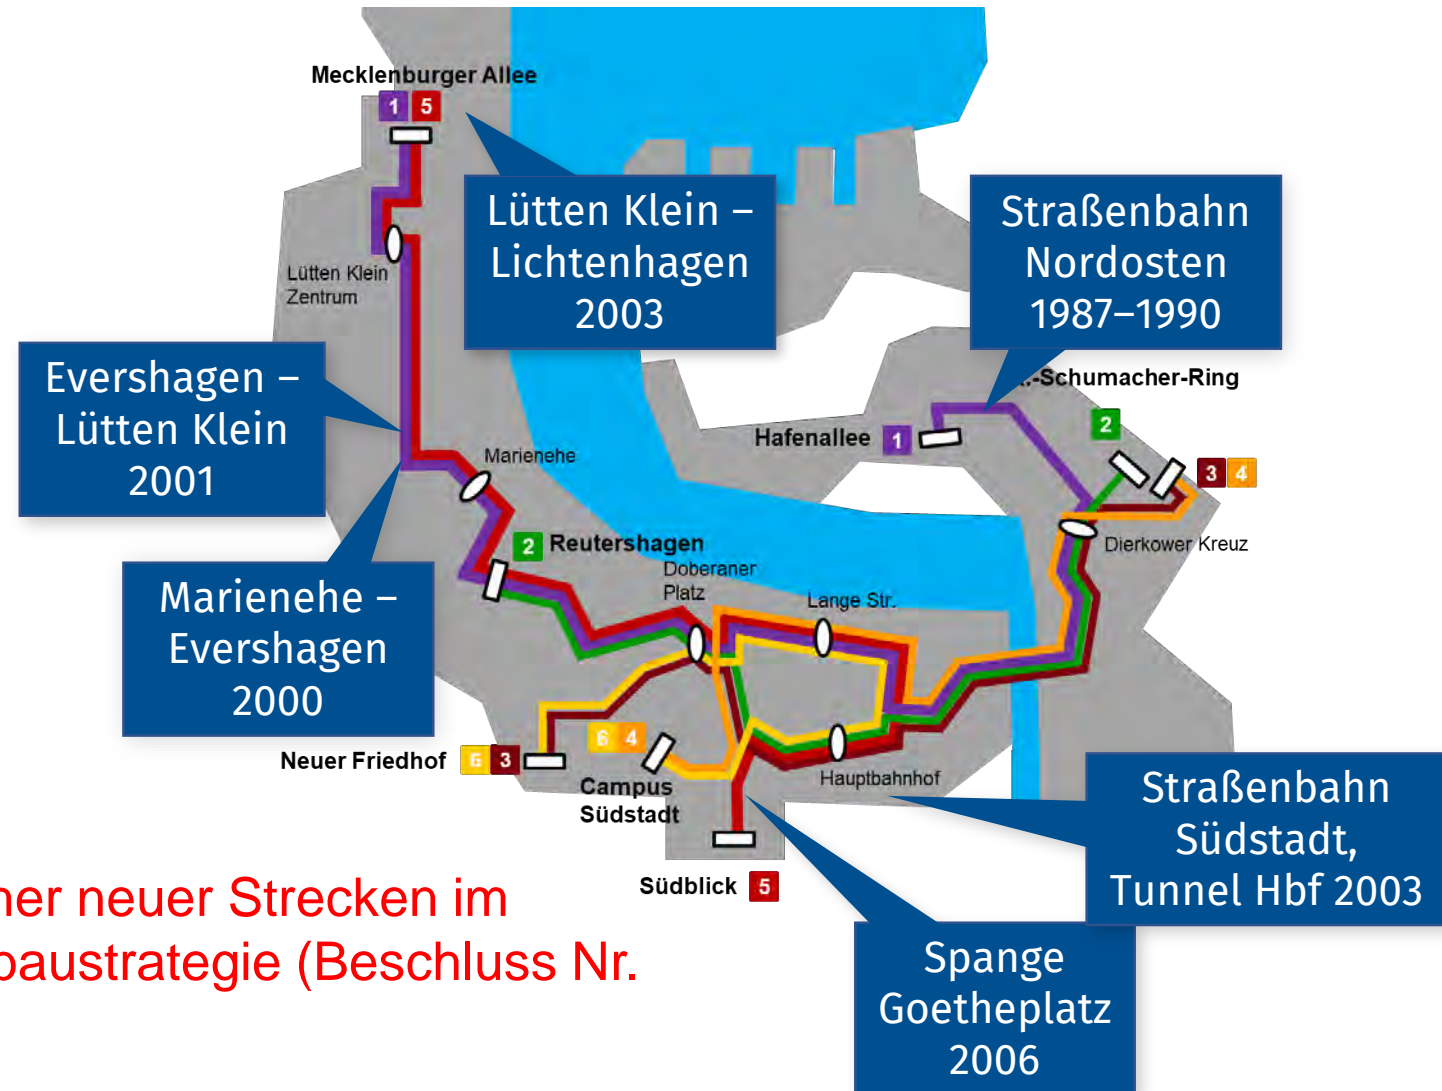 Mecklenburger Allee
1 5
Lütten Klein –
Lichtenhagen
2003
Straßenbahn
Nordosten
1987–1990
Lütten Klein
Zentrum
Evershagen –
Lütten Klein
2001
.-Schumacher-Ring
2
Hafenallee 1
3 4
Marienehe
Dierkower Kreuz
2 Reutershagen
Doberaner
Platz
Lange Str.
Marienehe –
Evershagen
2000
Neuer Friedhof 6 3
6 4
Campus
Südstadt
Hauptbahnhof
Straßenbahn
Südstadt,
Tunnel Hbf 2003
Südblick 5
ner neuer Strecken im
baustrategie (Beschluss Nr.
Spange
Goetheplatz
2006